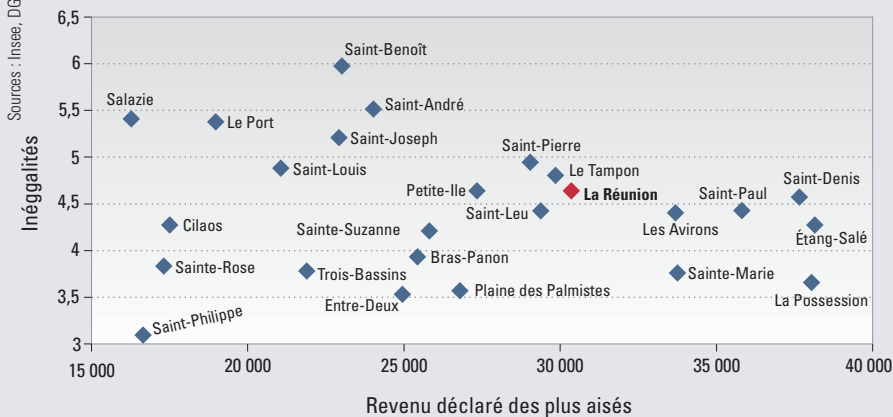 Sources : Insee, DG
Inéggalités
6,5
6
5,5
5
4,5
4
3,5
3
Saint-Benoît
Salazie
Saint-André
Le Port
Saint-Joseph
Saint-Pierre
Saint-Louis
Le Tampon
Saint-Denis
Petite-Ile
La Réunion
Saint-Paul
Saint-Leu
Cilaos
Sainte-Suzanne
Les Avirons
Étang-Salé
Bras-Panon
Sainte-Rose
Trois-Bassins
Sainte-Marie
Plaine des Palmistes
Entre-Deux
La Possession
Saint-Philippe
15 000
20 000
25 000
30 000
35 000
40 000
Revenu déclaré des plus aisés